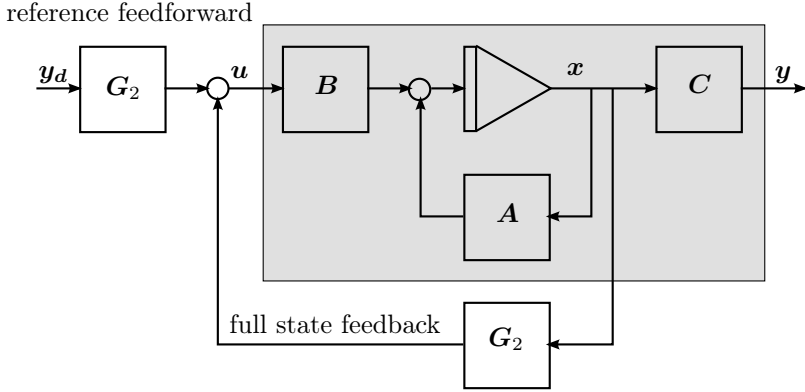 reference feedforward
y_d
G_2
u
B
x
C
y
A
full state feedback
G_2